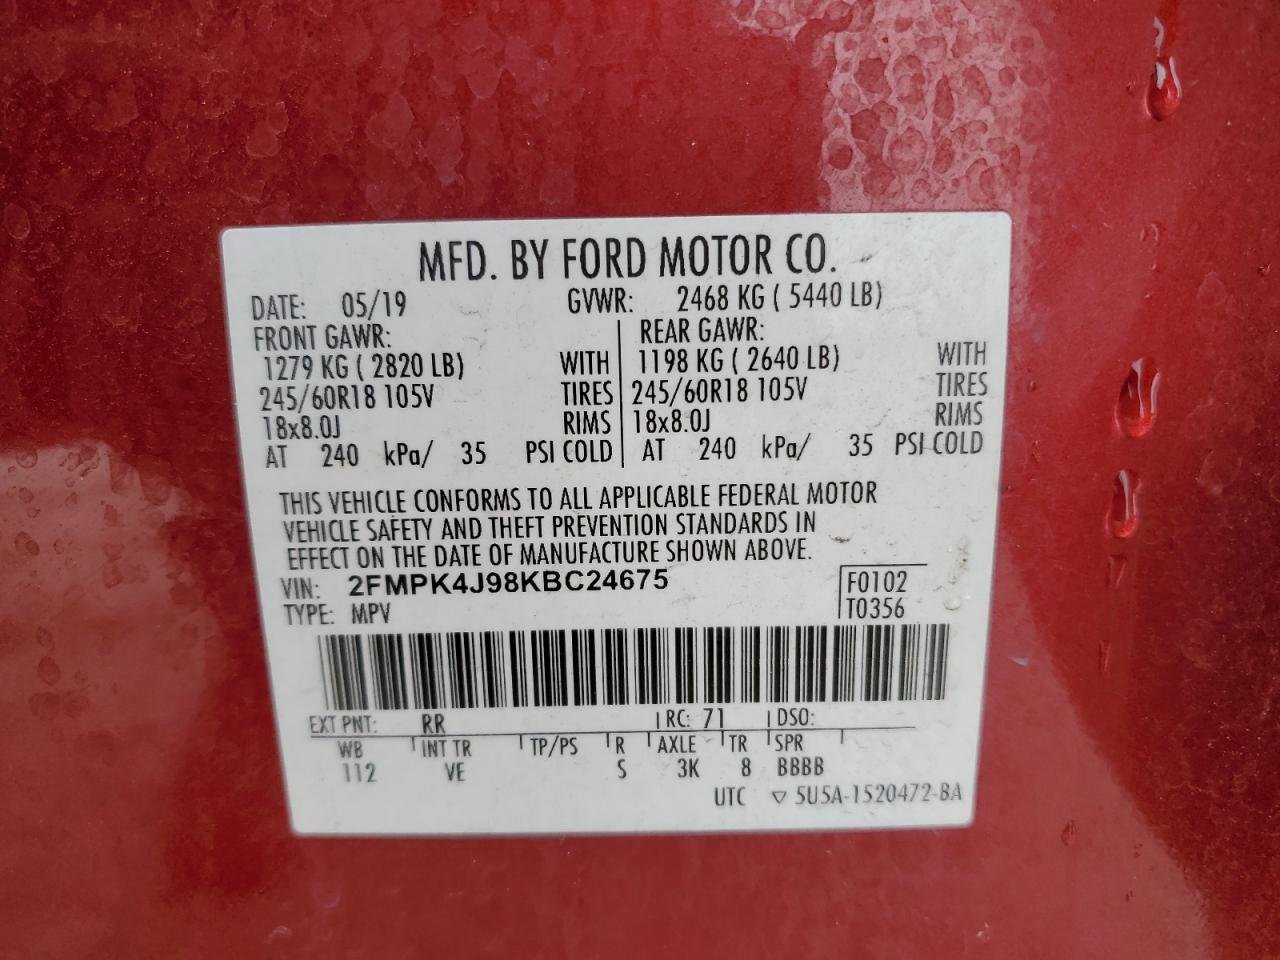 MFD. BY FORD MOTOR CO.
DATE: 05/19 GVWR: 2468 KG ( 5440 LB)
FRONT GAWR: REAR GAWR:
1279 KG ( 2820 LB) WITH 1198 KG ( 2640 LB) WITH
245/60R18 105V TIRES 245/60R18 105V TIRES
18x8.0J RIMS 18x8.0J RIMS
AT 240 kPa/ 35 PSI COLD AT 240 kPa/ 35 PSI COLD
THIS VEHICLE CONFORMS TO ALL APPLICABLE FEDERAL MOTOR
VEHICLE SAFETY AND THEFT PREVENTION STANDARDS IN
EFFECT ON THE DATE OF MANUFACTURE SHOWN ABOVE.
VIN: 2FMPK4J98KBC24675 F0102
TYPE: MPV T0356
EXT PNT: RR RC: 71 DSO:
WB INT TR TP/PS R AXLE TR SPR
112 VE S 3K 8 BBBB
UTC ▽ 5U5A-1520472-BA